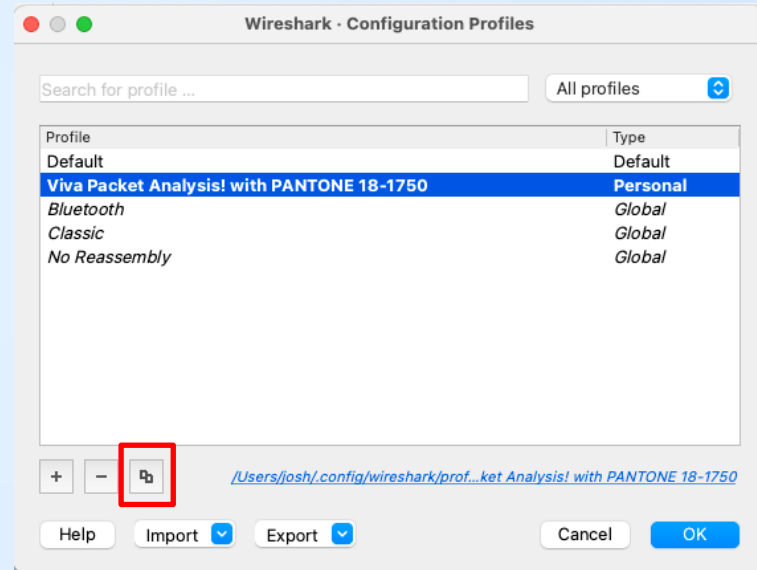 Wireshark · Configuration Profiles
Search for profile ...
All profiles
Profile Type
Default Default
Viva Packet Analysis! with PANTONE 18-1750 Personal
Bluetooth Global
Classic Global
No Reassembly Global
+ − /Users/josh/.config/wireshark/prof...ket Analysis! with PANTONE 18-1750
Help Import Export Cancel OK